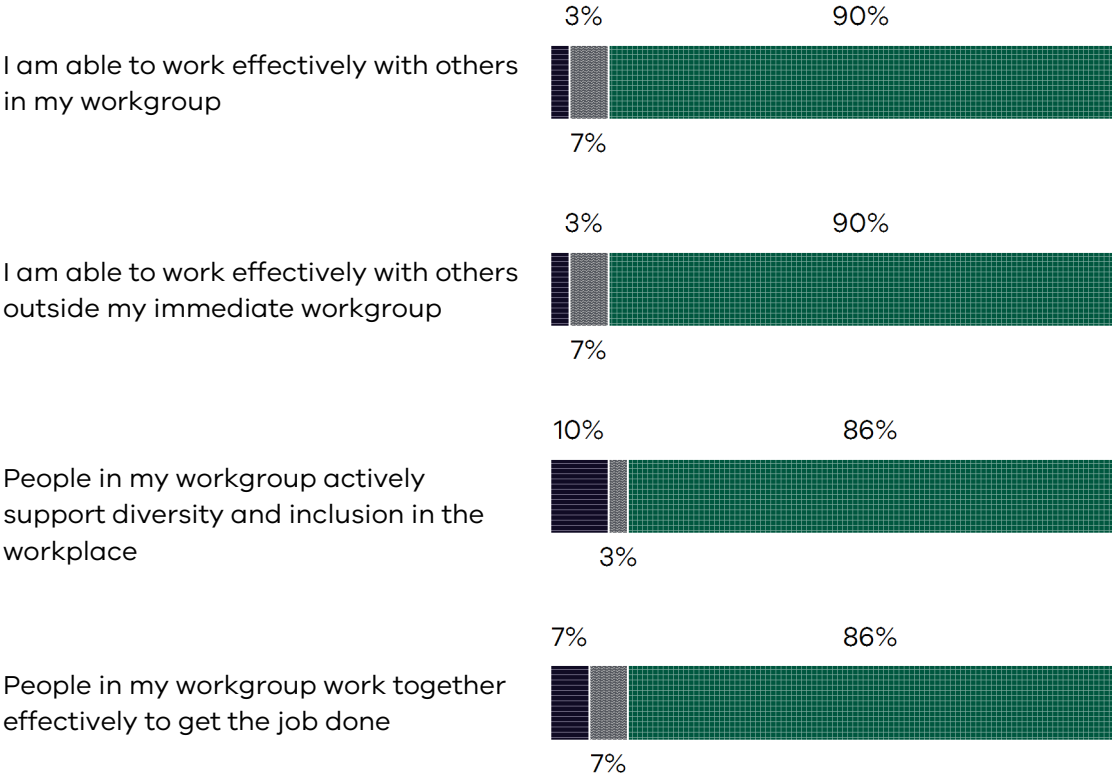 3% 90%
I am able to work effectively with others
in my workgroup
7%
3% 90%
I am able to work effectively with others
outside my immediate workgroup
7%
10% 86%
People in my workgroup actively
support diversity and inclusion in the
workplace
3%
7% 86%
People in my workgroup work together
effectively to get the job done
7%